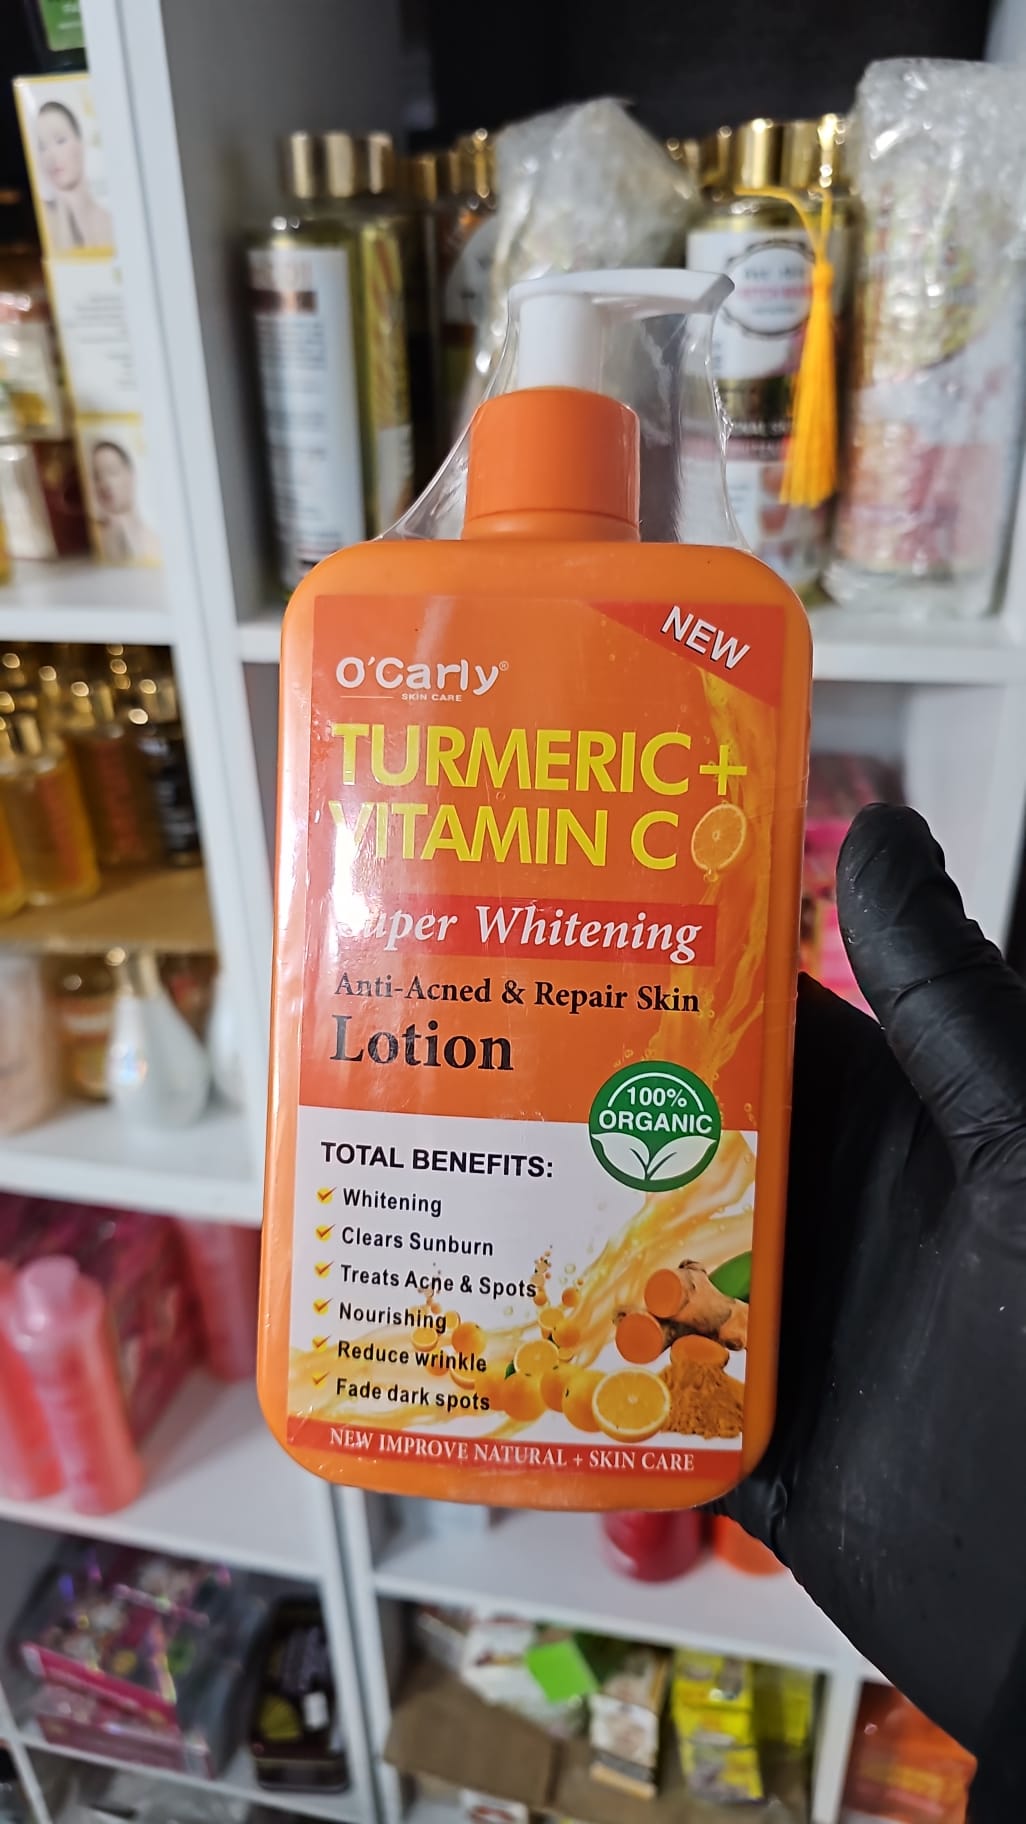 NEW
O'Carly®
SKIN CARE
TURMERIC +
VITAMIN C
Super Whitening
Anti-Acned & Repair Skin
Lotion
100%
ORGANIC
TOTAL BENEFITS:
Whitening
Clears Sunburn
Treats Acne & Spots
Nourishing
Reduce wrinkle
Fade dark spots
NEW IMPROVE NATURAL + SKIN CARE